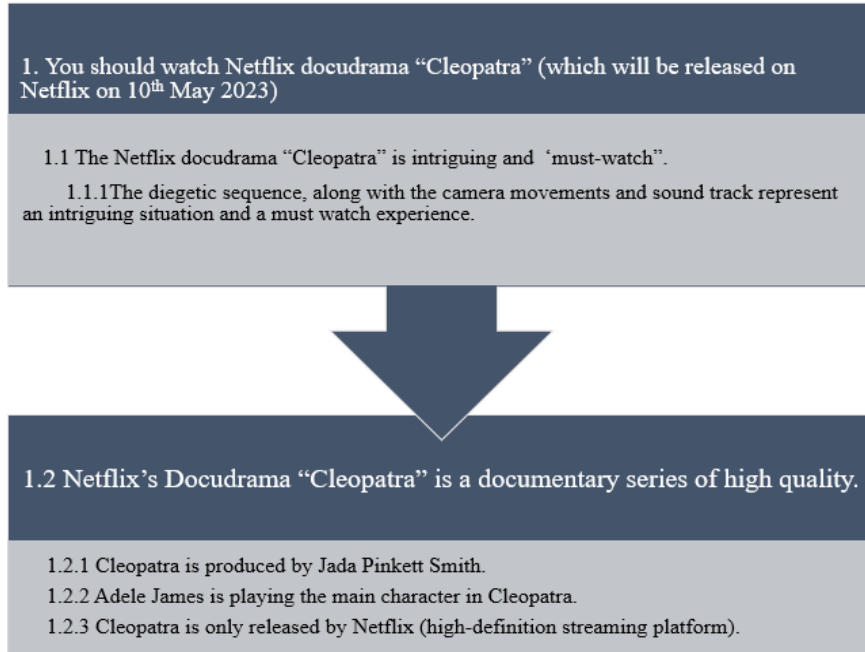 1. You should watch Netflix docudrama “Cleopatra” (which will be released on
Netflix on 10th May 2023)
1.1 The Netflix docudrama “Cleopatra” is intriguing and ‘must-watch”.
1.1.1The diegetic sequence, along with the camera movements and sound track represent
an intriguing situation and a must watch experience.
1.2 Netflix’s Docudrama “Cleopatra” is a documentary series of high quality.
1.2.1 Cleopatra is produced by Jada Pinkett Smith.
1.2.2 Adele James is playing the main character in Cleopatra.
1.2.3 Cleopatra is only released by Netflix (high-definition streaming platform).